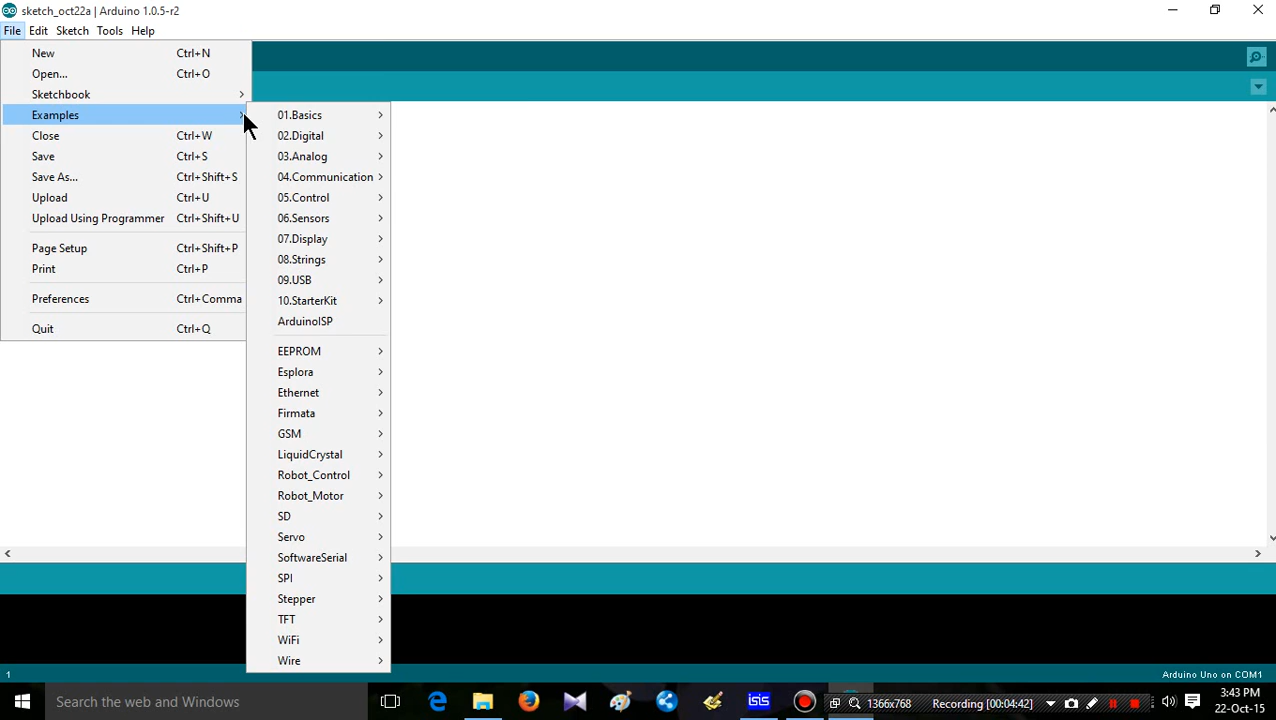 sketch_oct22a | Arduino 1.0.5-r2
File Edit Sketch Tools Help
New Ctrl+N
Open... Ctrl+O
Sketchbook
Examples
Close Ctrl+W
Save Ctrl+S
Save As... Ctrl+Shift+S
Upload Ctrl+U
Upload Using Programmer Ctrl+Shift+U
Page Setup Ctrl+Shift+P
Print Ctrl+P
Preferences Ctrl+Comma
Quit Ctrl+Q
01.Basics
02.Digital
03.Analog
04.Communication
05.Control
06.Sensors
07.Display
08.Strings
09.USB
10.StarterKit
ArduinoISP
EEPROM
Esplora
Ethernet
Firmata
GSM
LiquidCrystal
Robot_Control
Robot_Motor
SD
Servo
SoftwareSerial
SPI
Stepper
TFT
WiFi
Wire
1 Arduino Uno on COM1
Search the web and Windows
isis
1366x768 Recording [00:04:42]
3:43 PM
22-Oct-15